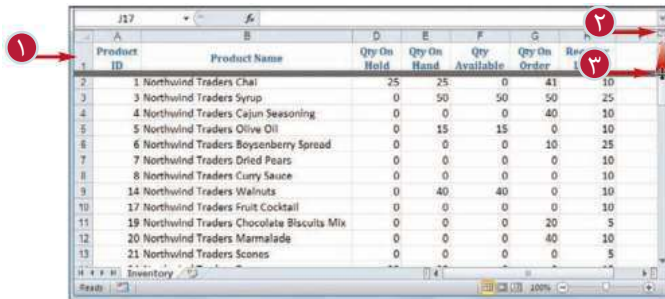 J17 fx
A B D E F G H
Product ID Product Name Qty On Hold Qty On Hand Qty Available Qty On Order
1
2 1 Northwind Traders Chai 25 25 0 41 10
3 3 Northwind Traders Syrup 0 50 50 50 25
4 4 Northwind Traders Cajun Seasoning 0 0 0 40 10
5 5 Northwind Traders Olive Oil 0 15 15 0 10
6 6 Northwind Traders Boysenberry Spread 0 0 0 10 25
7 7 Northwind Traders Dried Pears 0 0 0 0 10
8 8 Northwind Traders Curry Sauce 0 0 0 0 10
9 14 Northwind Traders Walnuts 0 40 40 0 10
10 17 Northwind Traders Fruit Cocktail 0 0 0 0 10
11 19 Northwind Traders Chocolate Biscuits Mix 0 0 0 20 5
12 20 Northwind Traders Marmalade 0 0 0 40 10
13 21 Northwind Traders Scones 0 0 0 0 5
Inventory
Ready 100%
١
٢
٣